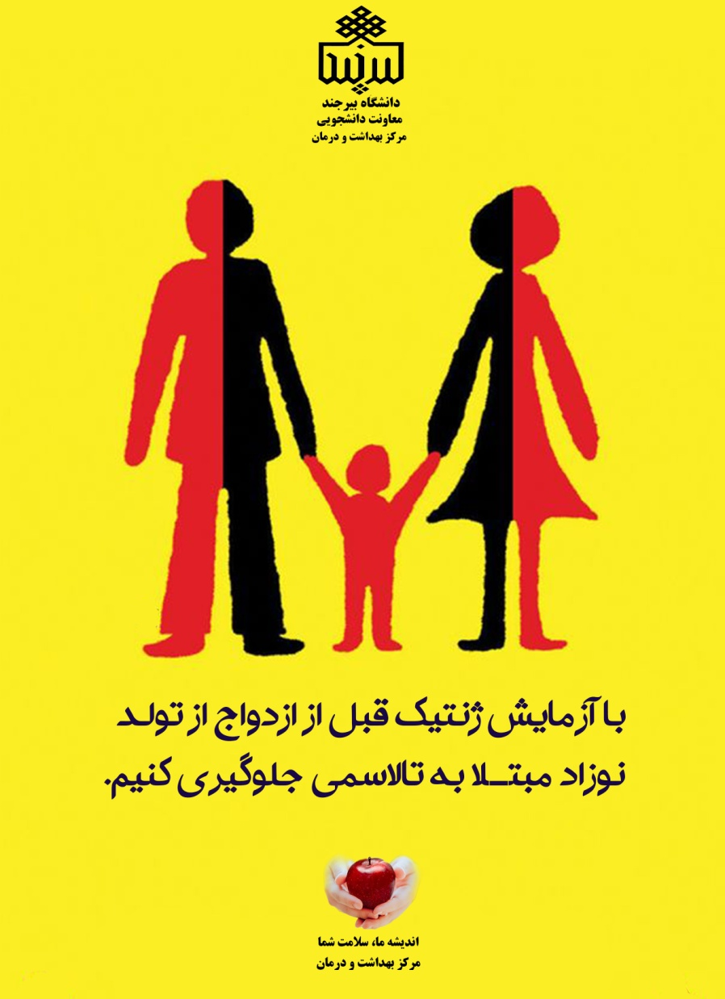 بیرجند
دانشگاه بیرجند
معاونت دانشجویی
مرکز بهداشت و درمان
با آزمایش ژنتیک قبل از ازدواج از تولد
نوزاد مبتلا به تالاسمی جلوگیری کنیم.
اندیشه ما، سلامت شما
مرکز بهداشت و درمان